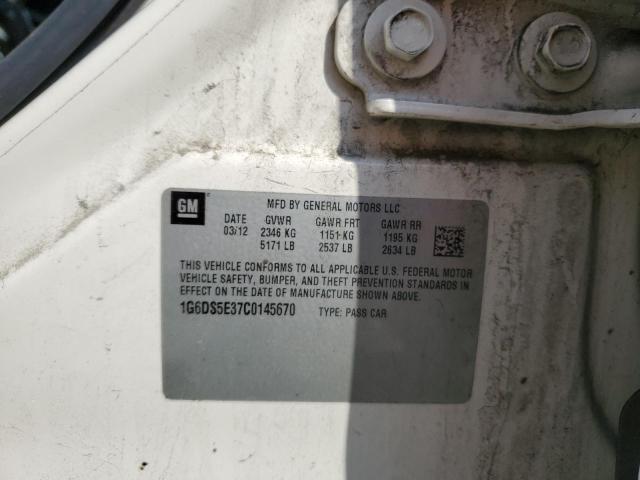 GM
MFD BY GENERAL MOTORS LLC
DATE GVWR GAWR FRT GAWR RR
03/12 2346 KG 1151 KG 1195 KG
5171 LB 2537 LB 2634 LB
THIS VEHICLE CONFORMS TO ALL APPLICABLE U.S. FEDERAL MOTOR
VEHICLE SAFETY, BUMPER, AND THEFT PREVENTION STANDARDS IN
EFFECT ON THE DATE OF MANUFACTURE SHOWN ABOVE.
1G6DS5E37C0145670 TYPE: PASS CAR